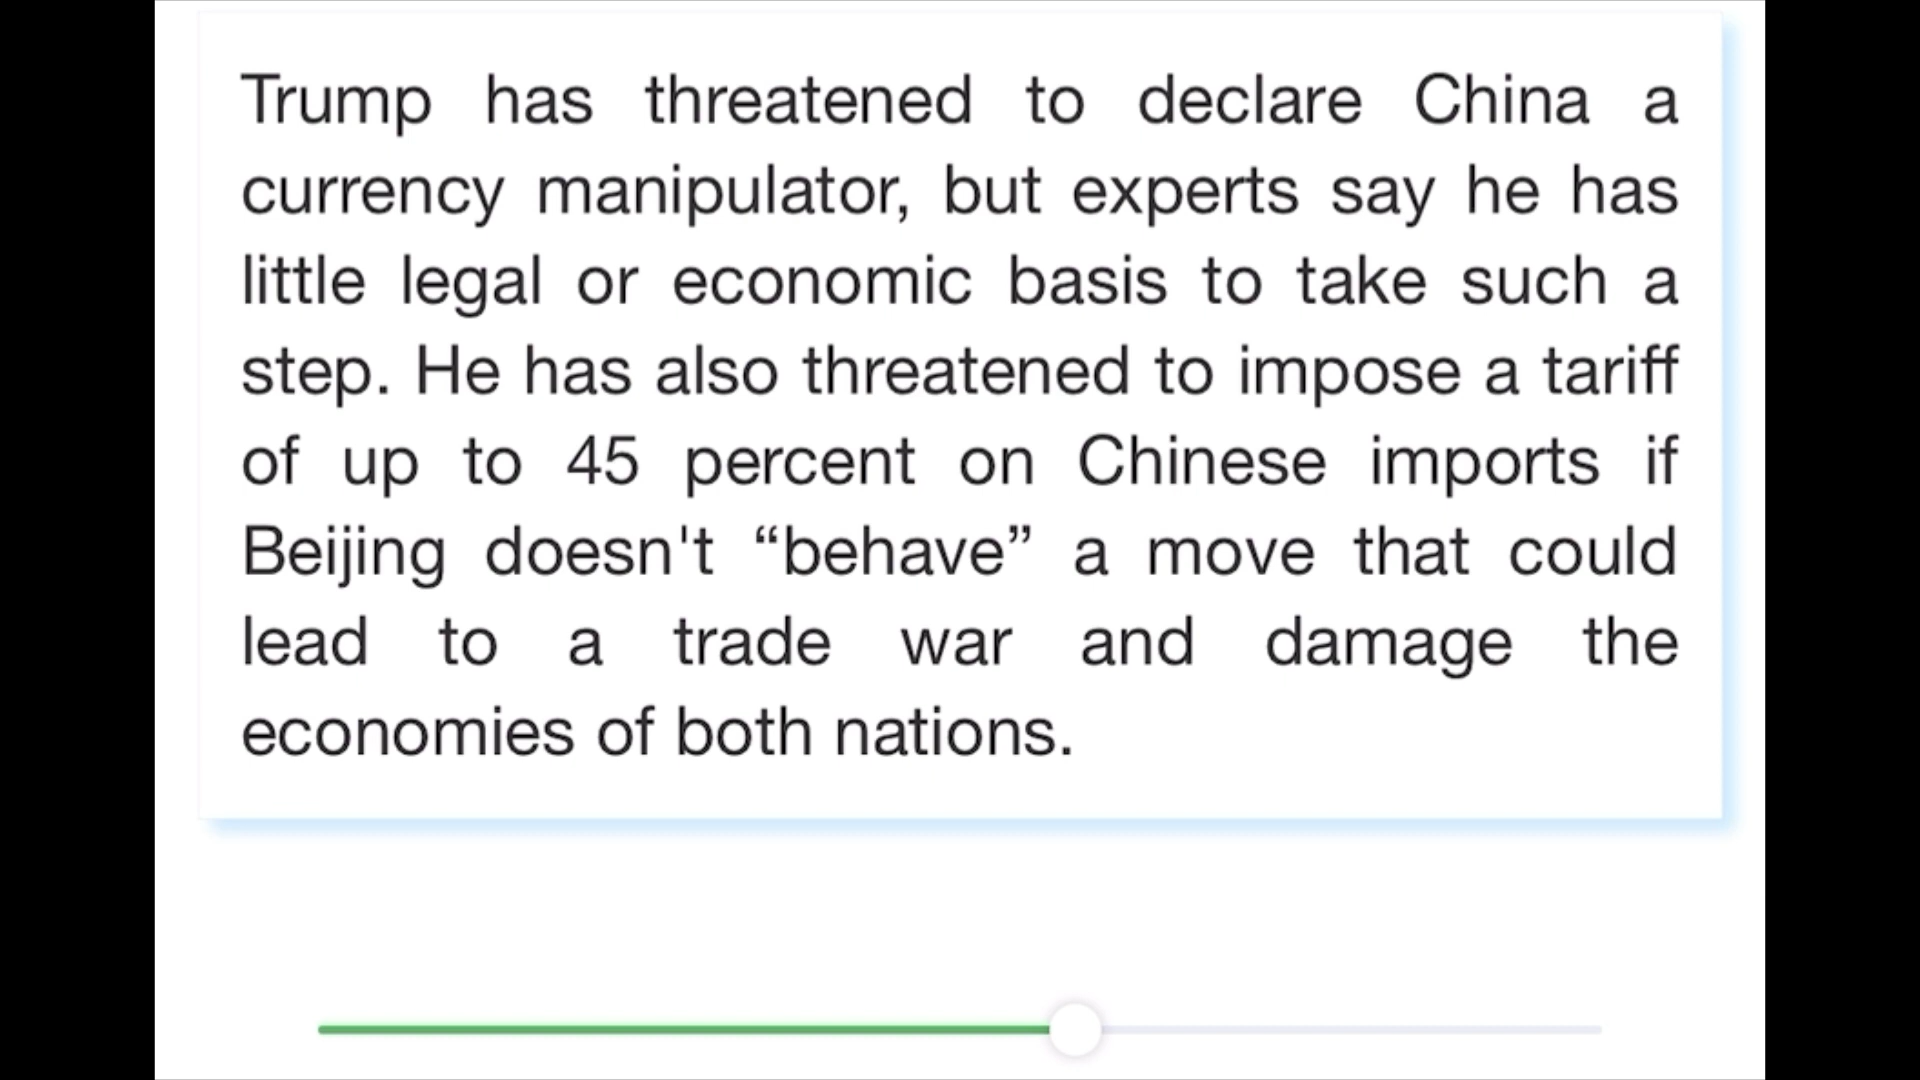 Trump has threatened to declare China a
currency manipulator, but experts say he has
little legal or economic basis to take such a
step. He has also threatened to impose a tariff
of up to 45 percent on Chinese imports if
Beijing doesn't “behave” a move that could
lead to a trade war and damage the
economies of both nations.